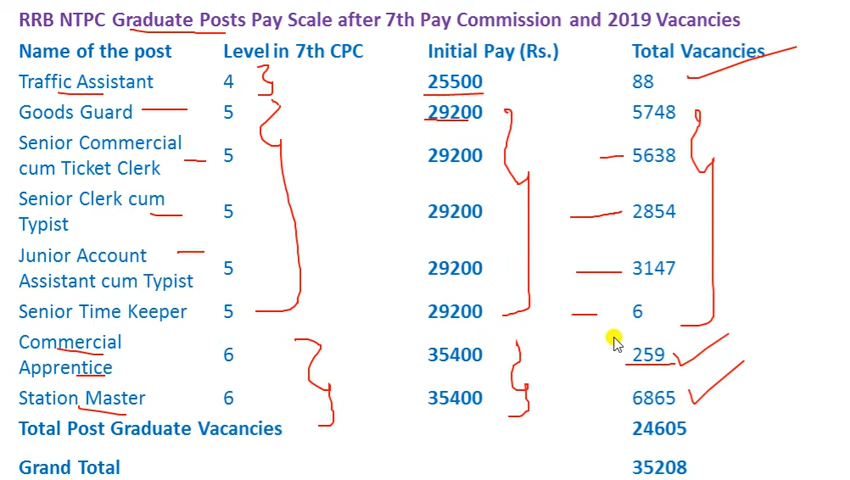 RRB NTPC Graduate Posts Pay Scale after 7th Pay Commission and 2019 Vacancies
Name of the post Level in 7th CPC Initial Pay (Rs.) Total Vacancies
Traffic Assistant 4 25500 88
Goods Guard 5 29200 5748
Senior Commercial
cum Ticket Clerk 5 29200 5638
Senior Clerk cum
Typist 5 29200 2854
Junior Account
Assistant cum Typist 5 29200 3147
Senior Time Keeper 5 29200 6
Commercial
Apprentice 6 35400 259
Station Master 6 35400 6865
Total Post Graduate Vacancies 24605
Grand Total 35208